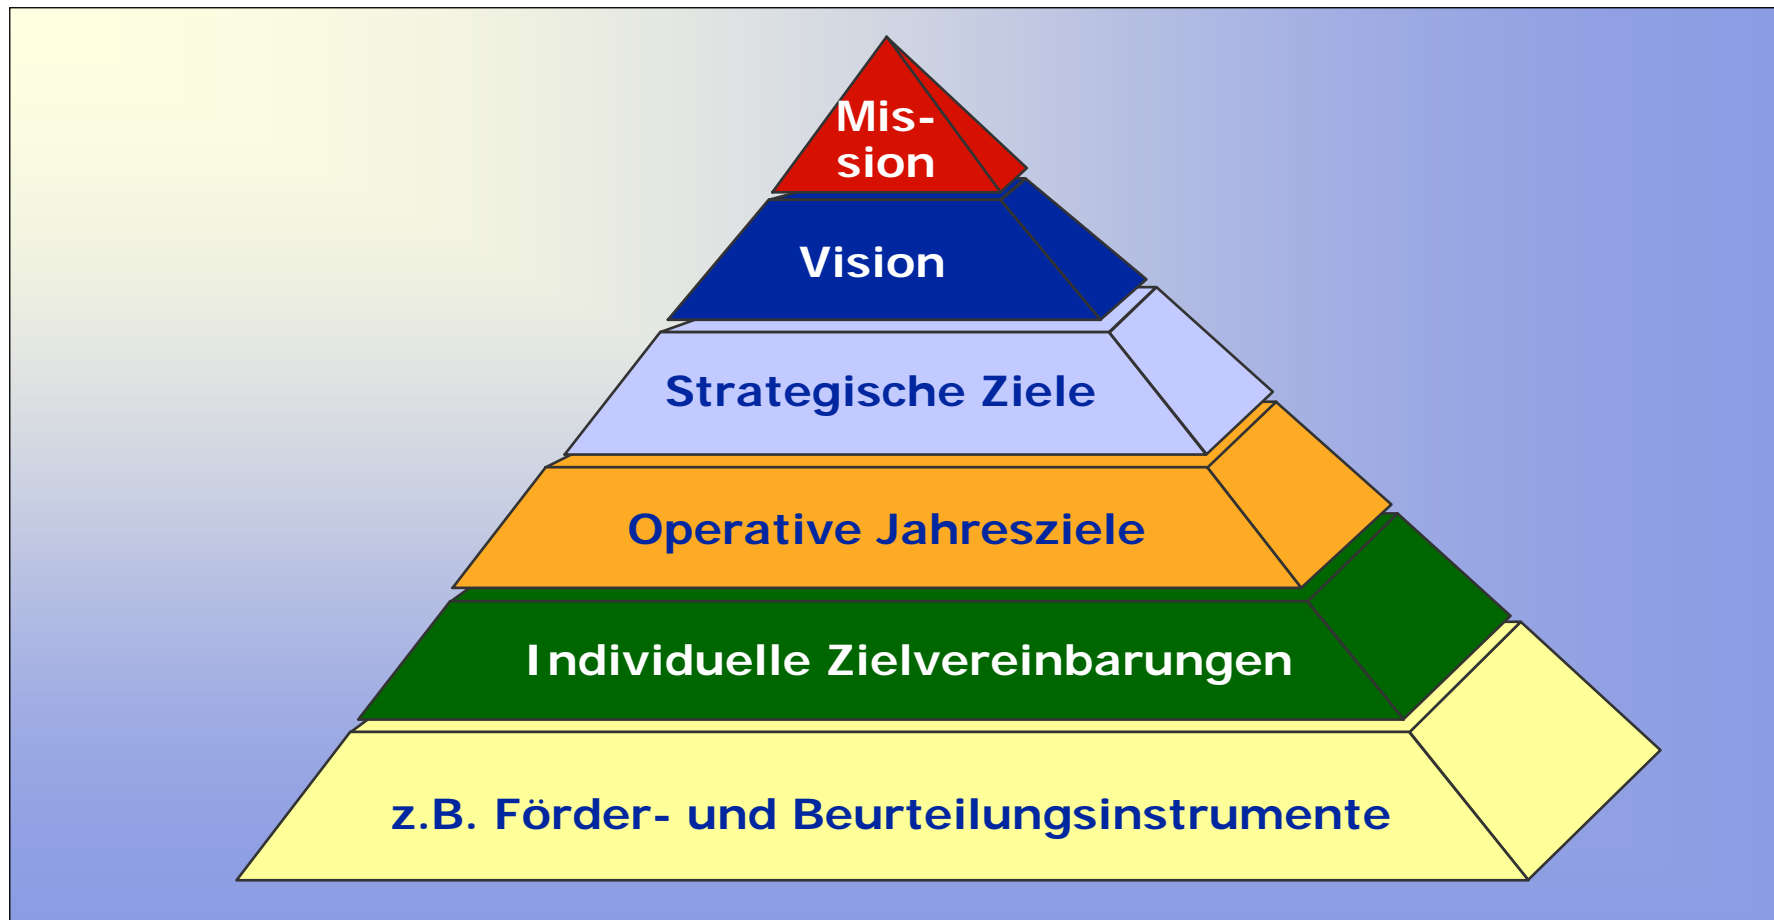 Mis-
sion
Vision
Strategische Ziele
Operative Jahresziele
Individuelle Zielvereinbarungen
z.B. Förder- und Beurteilungsinstrumente